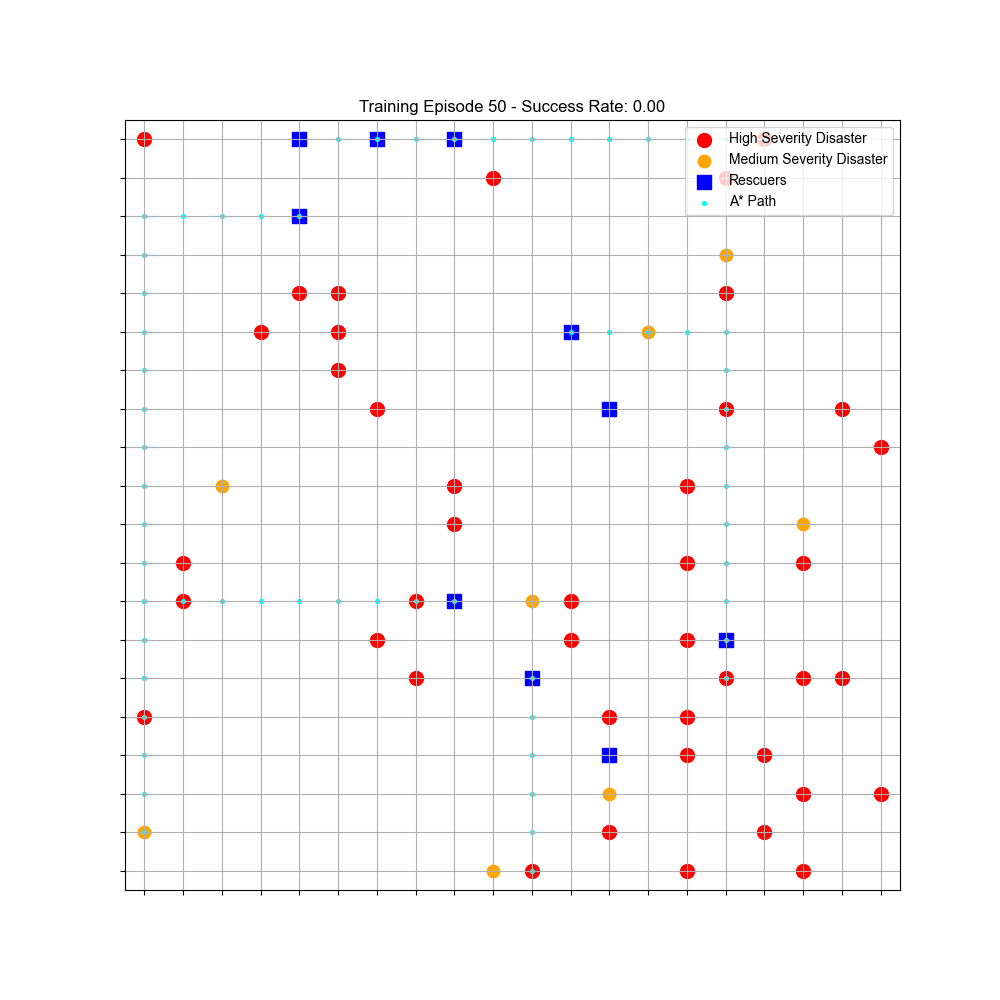 Training Episode 50 - Success Rate: 0.00
High Severity Disaster
Medium Severity Disaster
Rescuers
A* Path